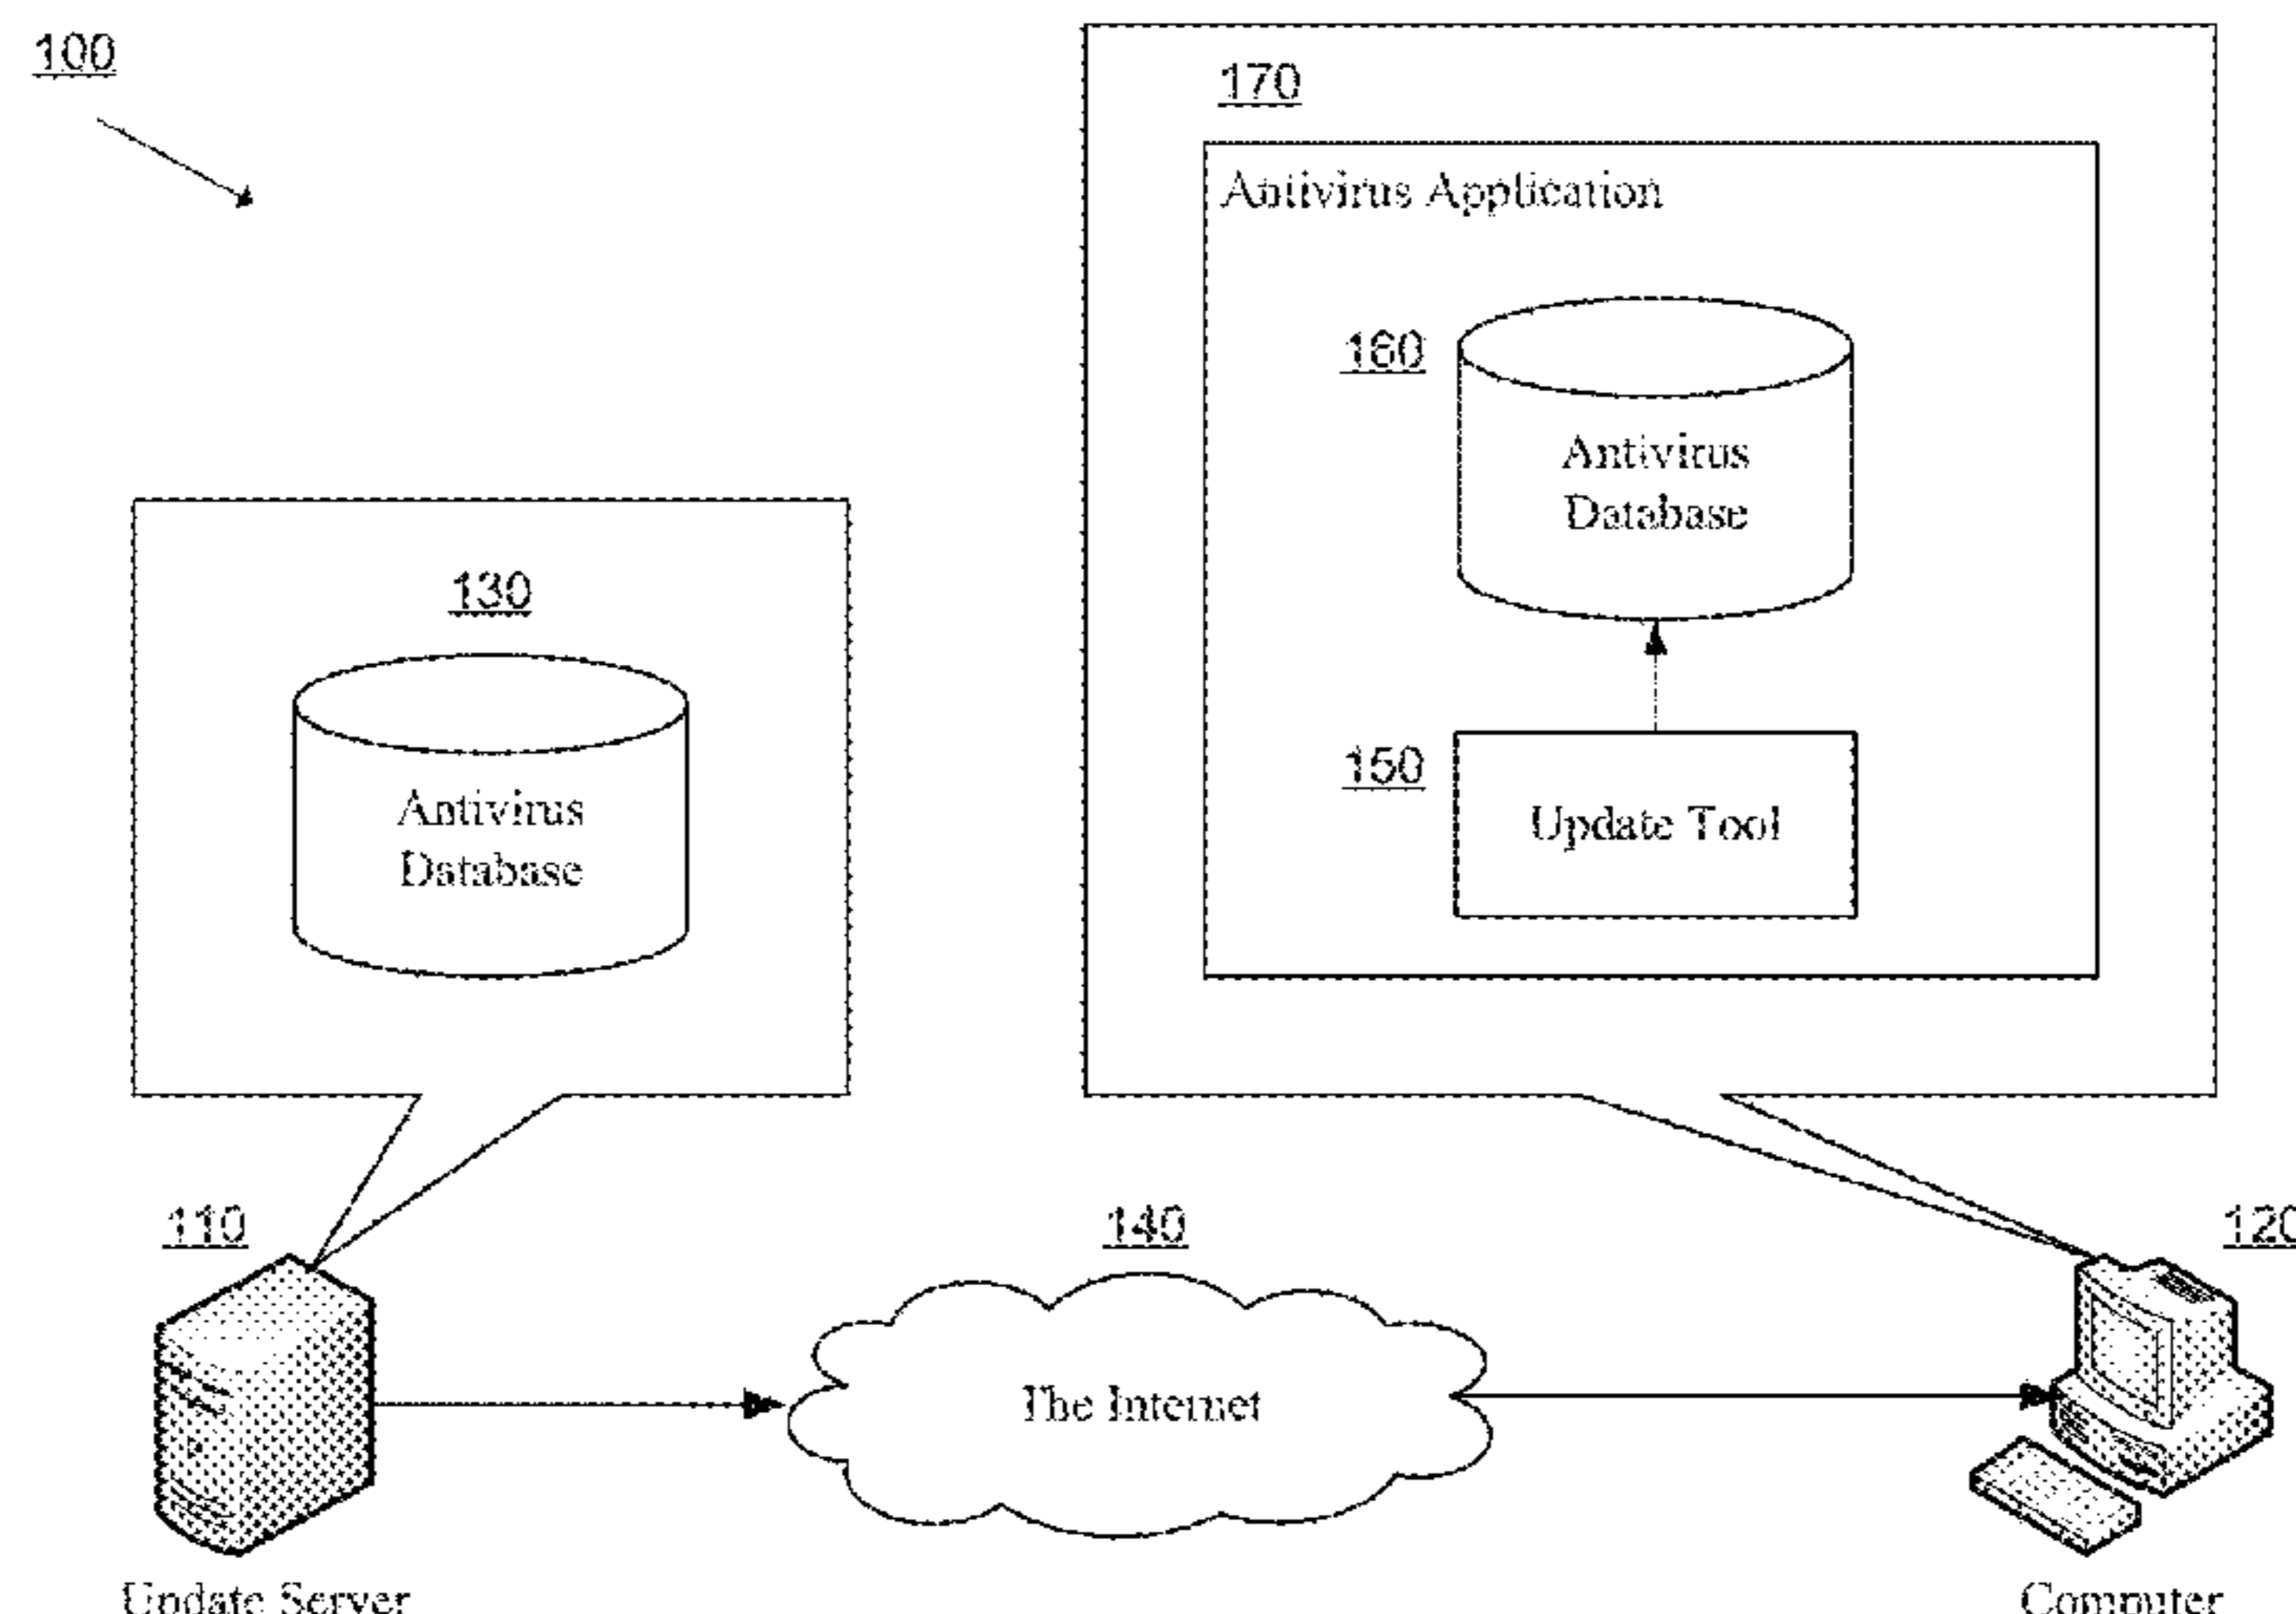 100
170
Antivirus Application
160
Antivirus
Database
130
150
Update Tool
Antivirus
Database
110
140
120
The Internet
Update Server
Computer